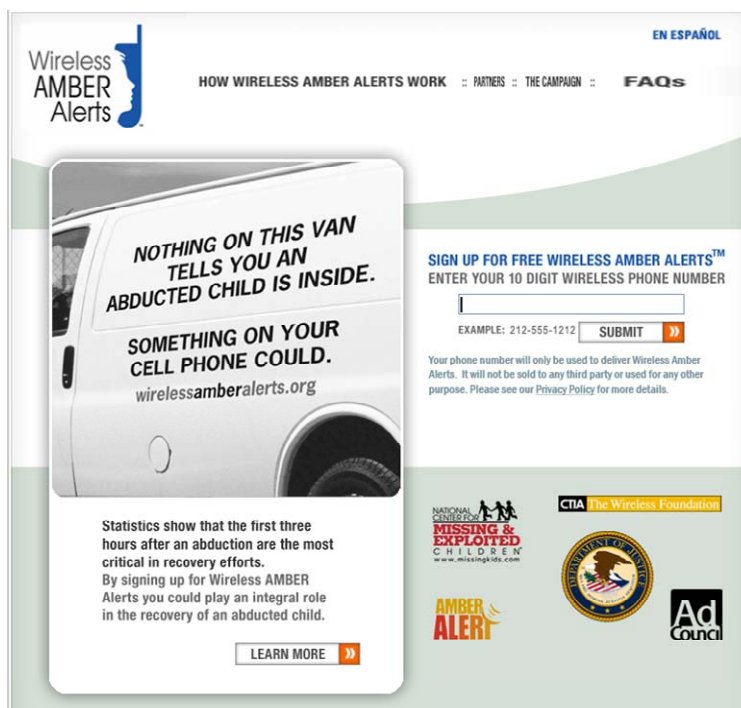 EN ESPAÑOL
Wireless
AMBER
Alerts
HOW WIRELESS AMBER ALERTS WORK :: PARTNERS :: THE CAMPAIGN :: FAQs
NOTHING ON THIS VAN
TELLS YOU AN
ABDUCTED CHILD IS INSIDE.
SOMETHING ON YOUR
CELL PHONE COULD.
wirelessamberalerts.org
Statistics show that the first three
hours after an abduction are the most
critical in recovery efforts.
By signing up for Wireless AMBER
Alerts you could play an integral role
in the recovery of an abducted child.
LEARN MORE »
SIGN UP FOR FREE WIRELESS AMBER ALERTS™
ENTER YOUR 10 DIGIT WIRELESS PHONE NUMBER
EXAMPLE: 212-555-1212 SUBMIT »
Your phone number will only be used to deliver Wireless Amber
Alerts. It will not be sold to any third party or used for any other
purpose. Please see our Privacy Policy for more details.
NATIONAL
CENTER FOR
MISSING &
EXPLOITED
CHILDREN
www.missingkids.com
CTIA The Wireless Foundation
DEPARTMENT OF JUSTICE
AMBER
ALERT
Ad
Council